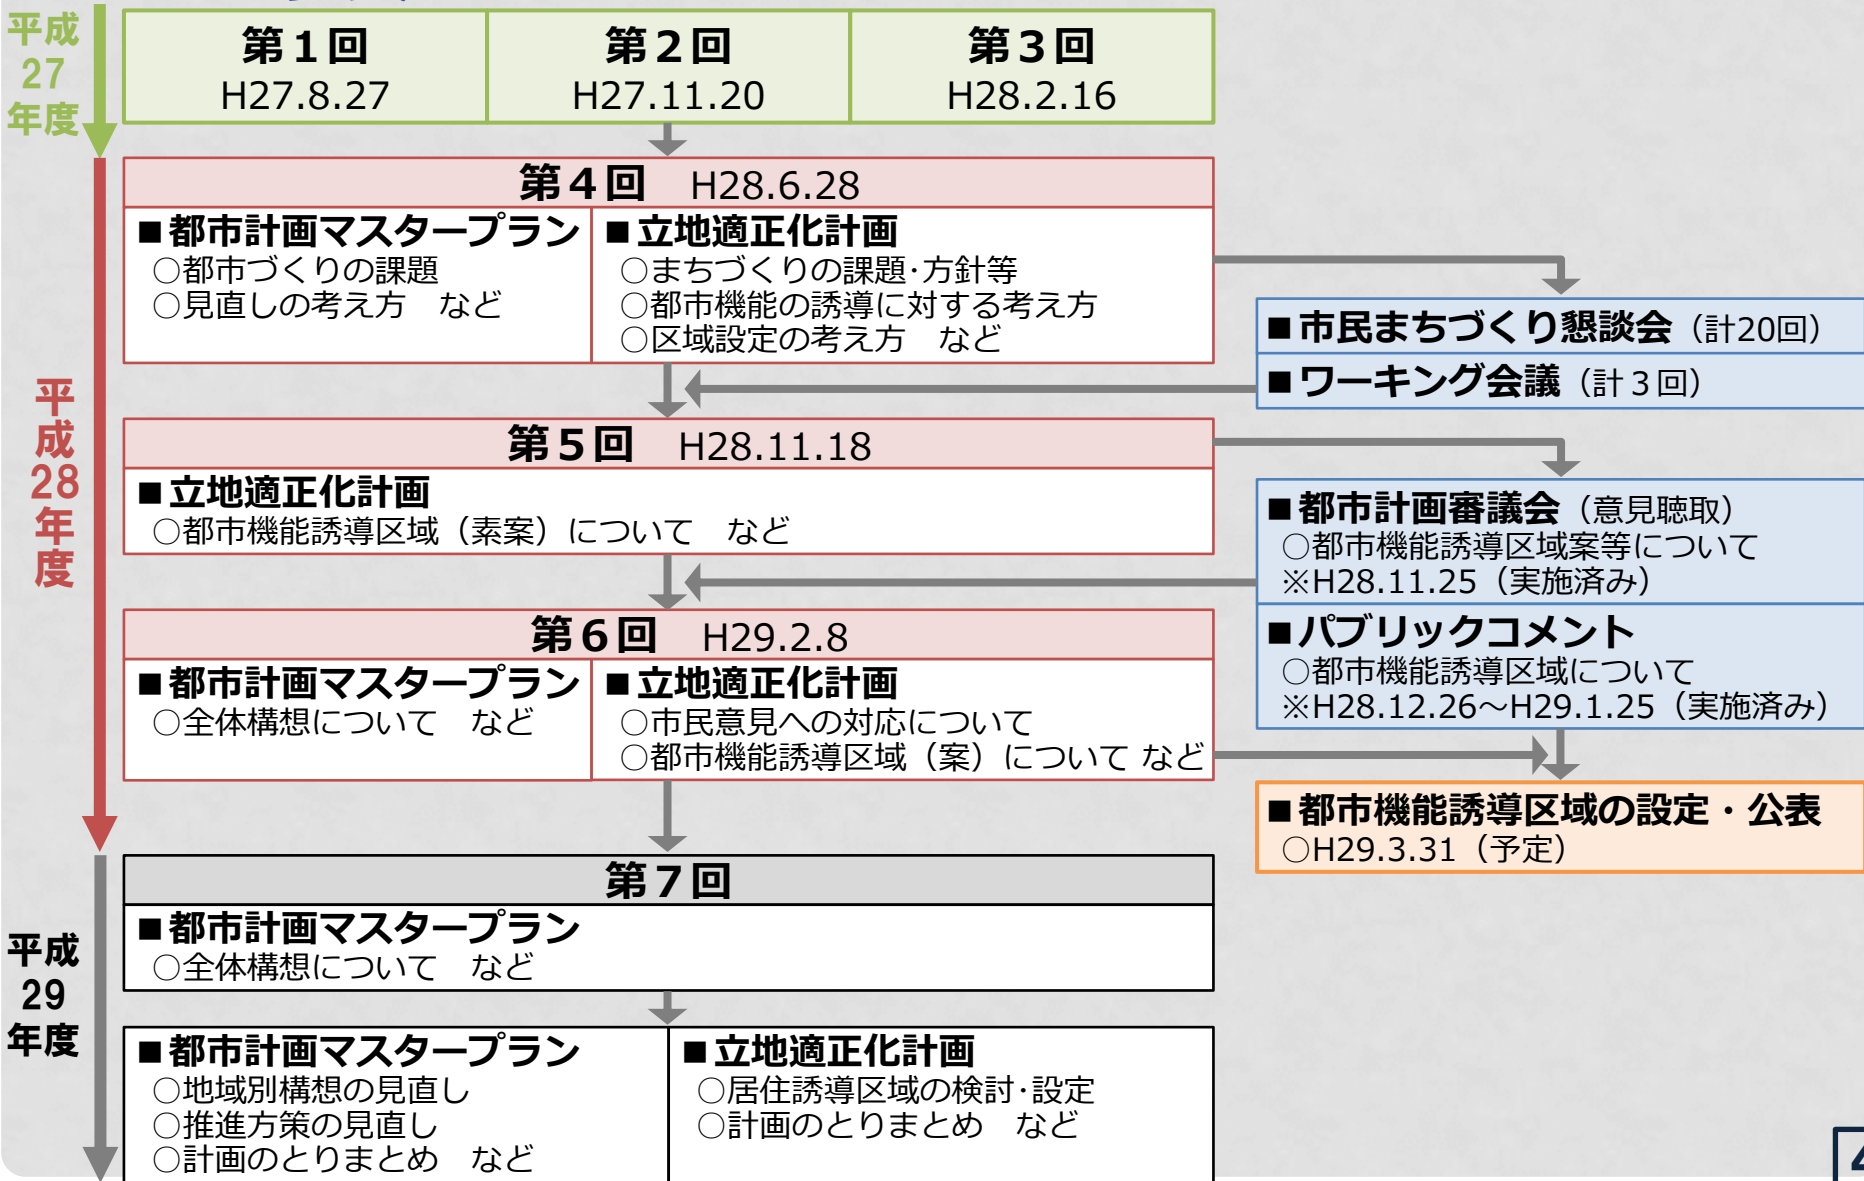 平成
27
年度
第1回
H27.8.27
第2回
H27.11.20
第3回
H28.2.16
平成28年度
第4回 H28.6.28
■都市計画マスタープラン
○都市づくりの課題
○見直しの考え方 など
■立地適正化計画
○まちづくりの課題・方針等
○都市機能の誘導に対する考え方
○区域設定の考え方 など
■市民まちづくり懇談会（計20回）
■ワーキング会議（計３回）
第5回 H28.11.18
■立地適正化計画
○都市機能誘導区域（素案）について など
■都市計画審議会（意見聴取）
○都市機能誘導区域案等について
※H28.11.25（実施済み）
■パブリックコメント
○都市機能誘導区域について
※H28.12.26～H29.1.25（実施済み）
第6回 H29.2.8
■都市計画マスタープラン
○全体構想について など
■立地適正化計画
○市民意見への対応について
○都市機能誘導区域（案）について など
■都市機能誘導区域の設定・公表
○H29.3.31（予定）
平成
29
年度
第7回
■都市計画マスタープラン
○全体構想について など
■都市計画マスタープラン
○地域別構想の見直し
○推進方策の見直し
○計画のとりまとめ など
■立地適正化計画
○居住誘導区域の検討・設定
○計画のとりまとめ など